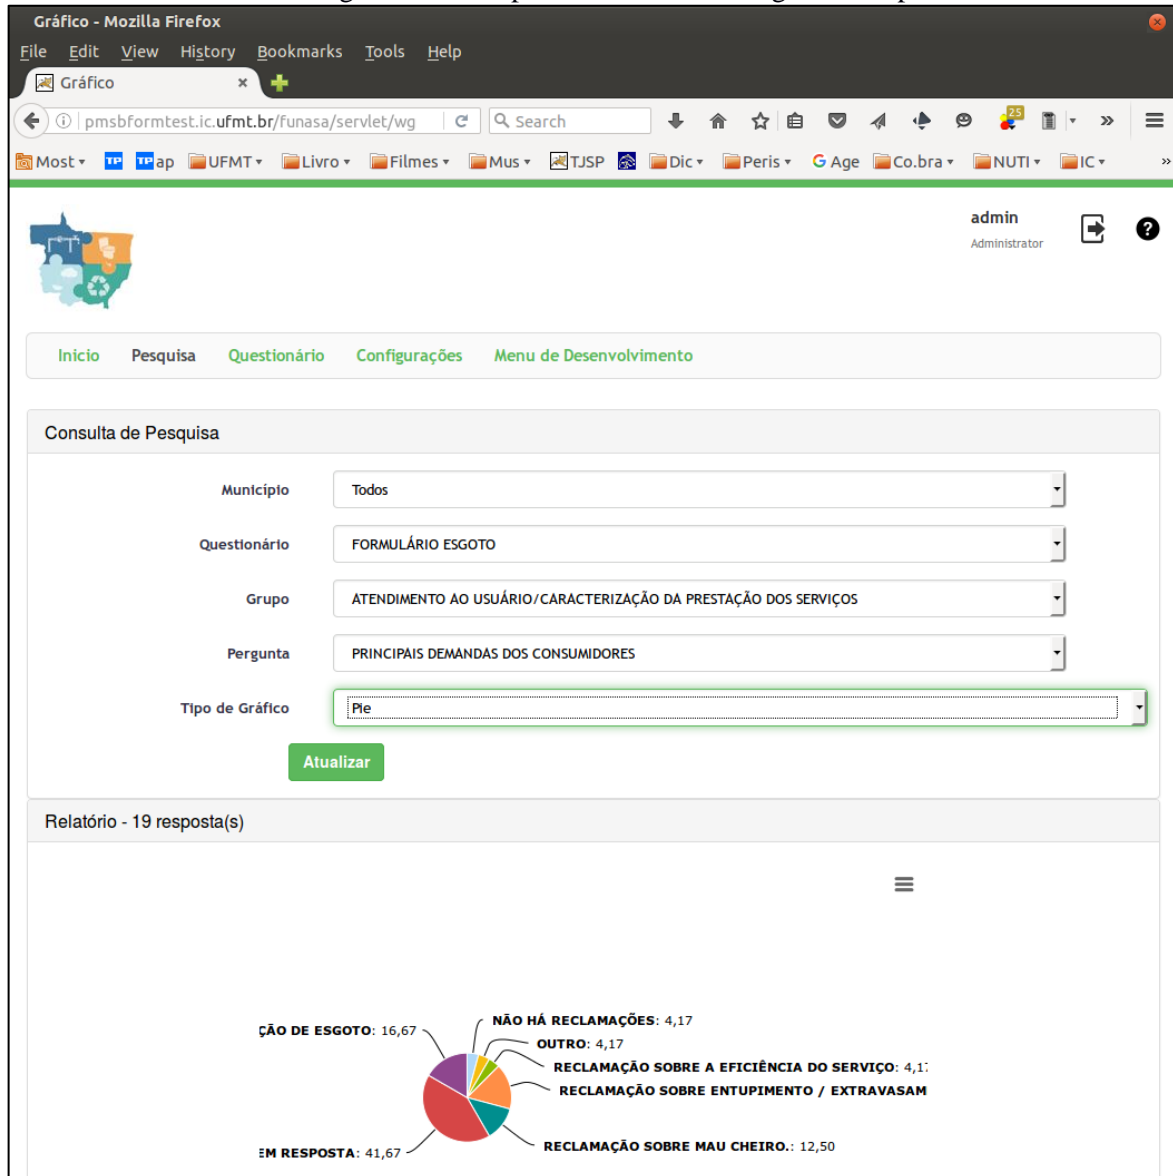 Gráfico - Mozilla Firefox
File Edit View History Bookmarks Tools Help
Gráfico
pmsbformtest.ic.ufmt.br/funasa/servlet/wg Search 25
Most TP TP ap UFMT Livro Filmes Mus TJSP Dic Peris G Age Co.bra NUTI IC »
admin
Administrator
Inicio Pesquisa Questionário Configurações Menu de Desenvolvimento
Consulta de Pesquisa
Município Todos
Questionário FORMULÁRIO ESGOTO
Grupo ATENDIMENTO AO USUÁRIO/CARACTERIZAÇÃO DA PRESTAÇÃO DOS SERVIÇOS
Pergunta PRINCIPAIS DEMANDAS DOS CONSUMIDORES
Tipo de Gráfico Pie
Atualizar
Relatório - 19 resposta(s)
NÃO HÁ RECLAMAÇÕES: 4,17
ÇÃO DE ESGOTO: 16,67
OUTRO: 4,17
RECLAMAÇÃO SOBRE A EFICIÊNCIA DO SERVIÇO: 4,17
RECLAMAÇÃO SOBRE ENTUPIMENTO / EXTRAVASAM
RECLAMAÇÃO SOBRE MAU CHEIRO.: 12,50
EM RESPOSTA: 41,67